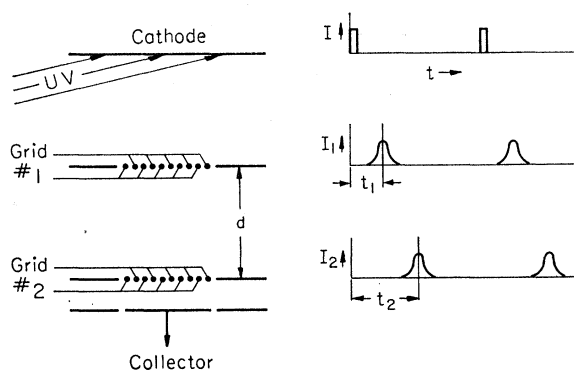 Cathode
UV
Grid
#1
d
Grid
#2
Collector
I
t
I1
t1
I2
t2